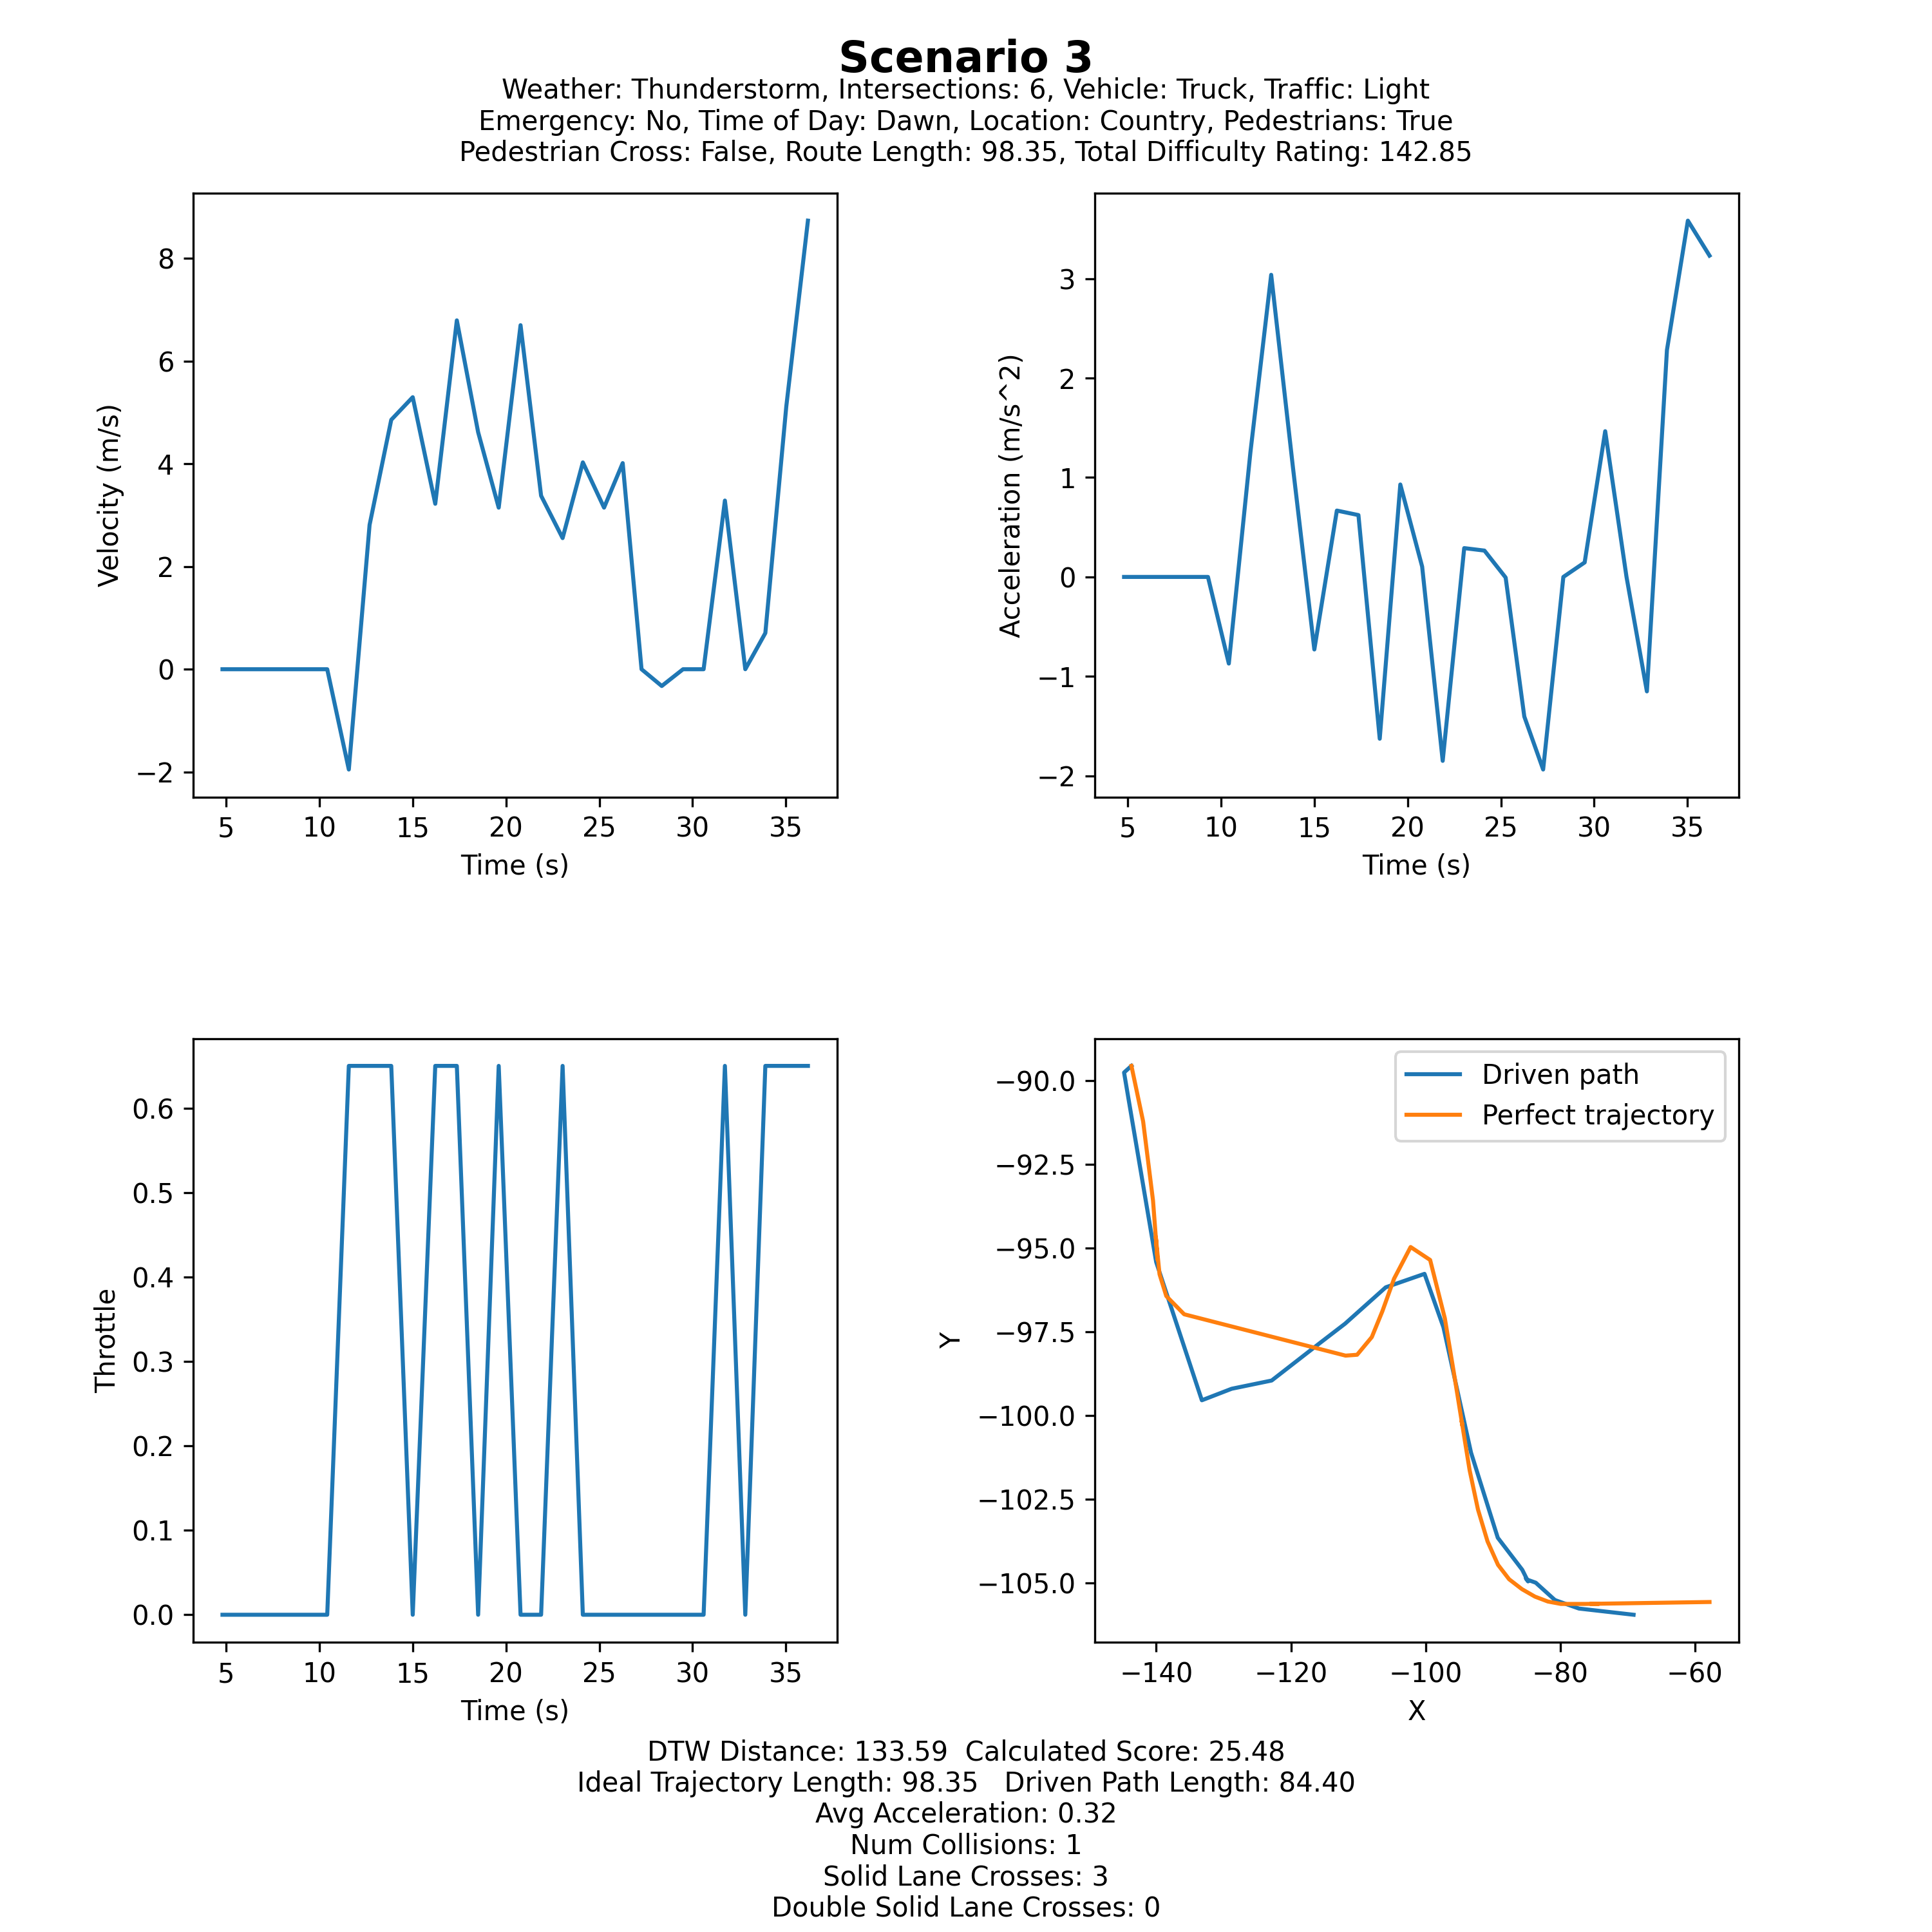 Scenario 3
Weather: Thunderstorm, Intersections: 6, Vehicle: Truck, Traffic: Light
Emergency: No, Time of Day: Dawn, Location: Country, Pedestrians: True
Pedestrian Cross: False, Route Length: 98.35, Total Difficulty Rating: 142.85
Velocity (m/s)
8
6
4
2
0
−2
5 10 15 20 25 30 35
Time (s)
Acceleration (m/s^2)
3
2
1
0
−1
−2
5 10 15 20 25 30 35
Time (s)
Throttle
0.6
0.5
0.4
0.3
0.2
0.1
0.0
5 10 15 20 25 30 35
Time (s)
Driven path
Perfect trajectory
Y
−90.0
−92.5
−95.0
−97.5
−100.0
−102.5
−105.0
−140 −120 −100 −80 −60
X
DTW Distance: 133.59 Calculated Score: 25.48
Ideal Trajectory Length: 98.35 Driven Path Length: 84.40
Avg Acceleration: 0.32
Num Collisions: 1
Solid Lane Crosses: 3
Double Solid Lane Crosses: 0